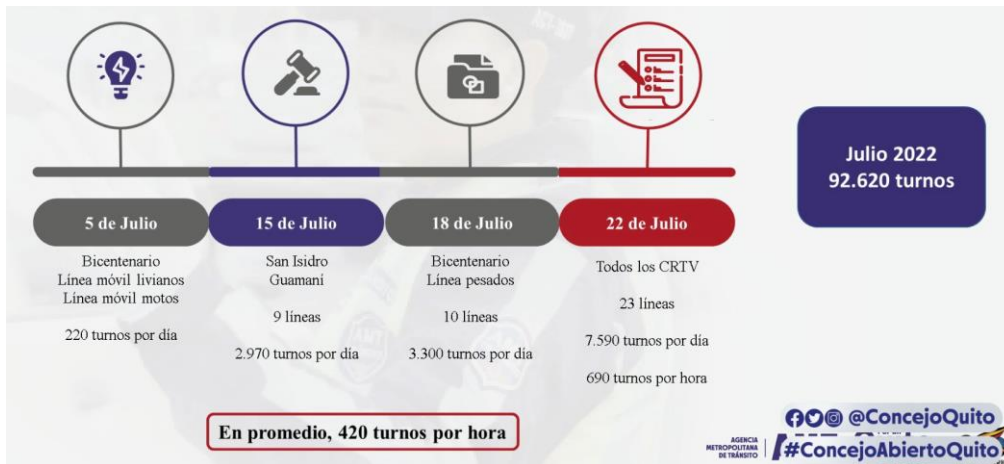 5 de Julio
Bicentenario
Línea móvil livianos
Línea móvil motos
220 turnos por día
15 de Julio
San Isidro
Guamaní
9 líneas
2.970 turnos por día
18 de Julio
Bicentenario
Línea pesados
10 líneas
3.300 turnos por día
22 de Julio
Todos los CRTV
23 líneas
7.590 turnos por día
690 turnos por hora
Julio 2022
92.620 turnos
En promedio, 420 turnos por hora
AGENCIA
METROPOLITANA
DE TRÁNSITO
@ConcejoQuito
#ConcejoAbiertoQuito